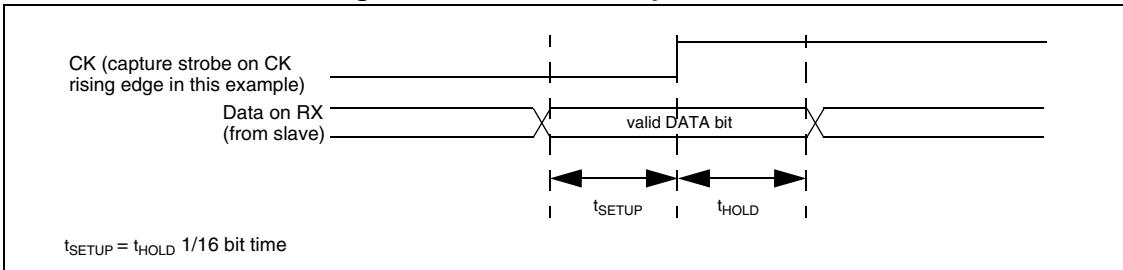 CK (capture strobe on CK
rising edge in this example)
Data on RX
(from slave)
valid DATA bit
tSETUP
tHOLD
tSETUP = tHOLD 1/16 bit time